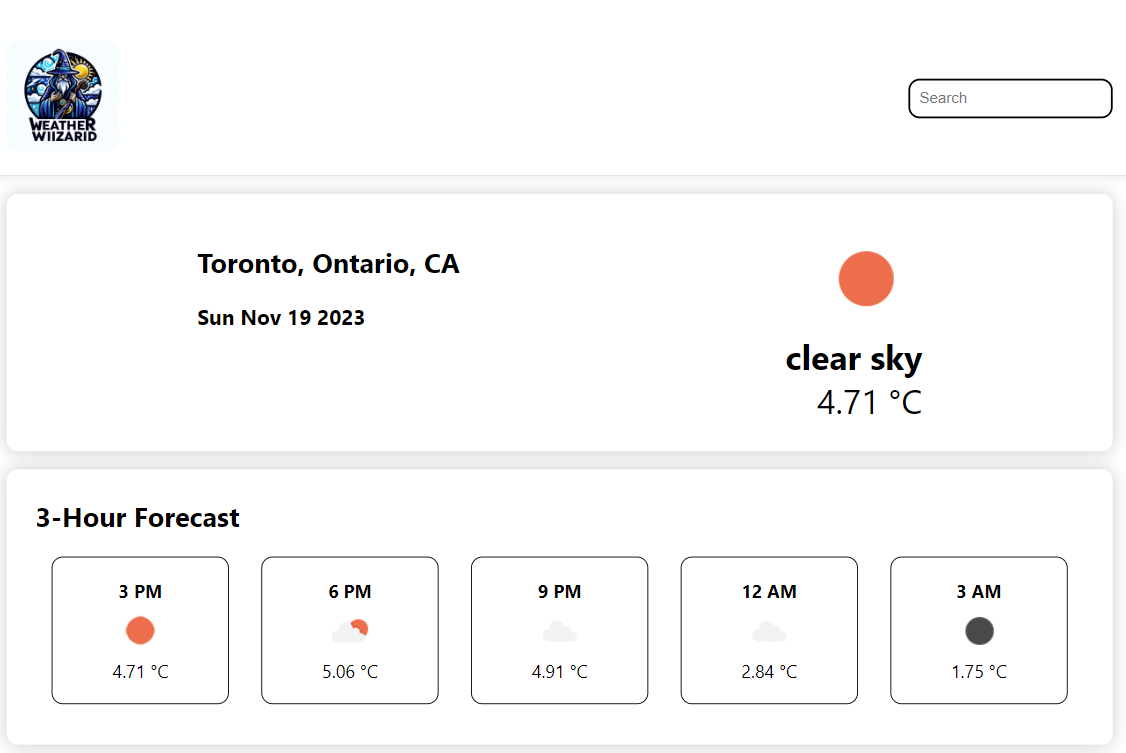 WEATHER
WIIZARID
Search
Toronto, Ontario, CA
Sun Nov 19 2023
clear sky
4.71 °C
3-Hour Forecast
3 PM
4.71 °C
6 PM
5.06 °C
9 PM
4.91 °C
12 AM
2.84 °C
3 AM
1.75 °C